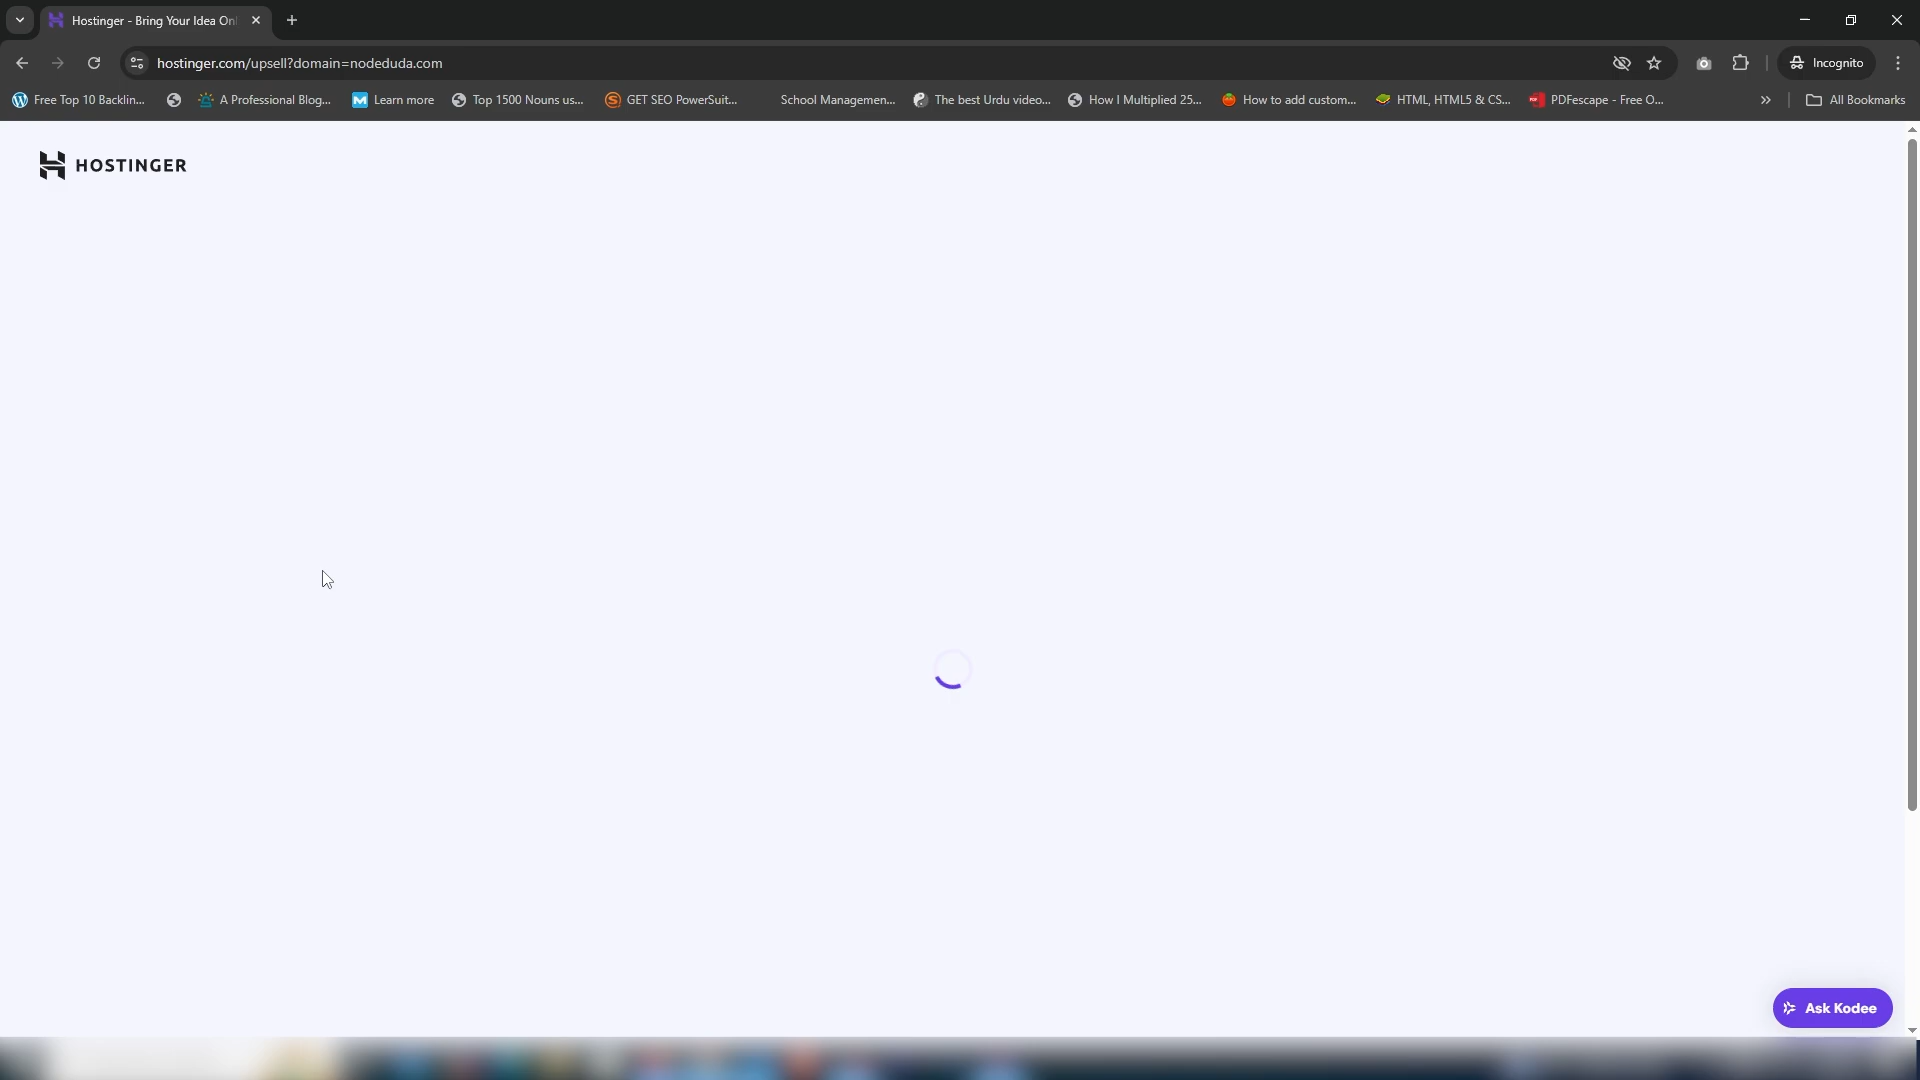 Hostinger - Bring Your Idea Onl
hostinger.com/upsell?domain=nodeduda.com
Incognito
Free Top 10 Backlin...
A Professional Blog...
Learn more
Top 1500 Nouns us...
GET SEO PowerSuit...
School Managemen...
The best Urdu video...
How I Multiplied 25...
How to add custom...
HTML, HTML5 & CS...
PDFescape - Free O...
All Bookmarks
HOSTINGER
Ask Kodee